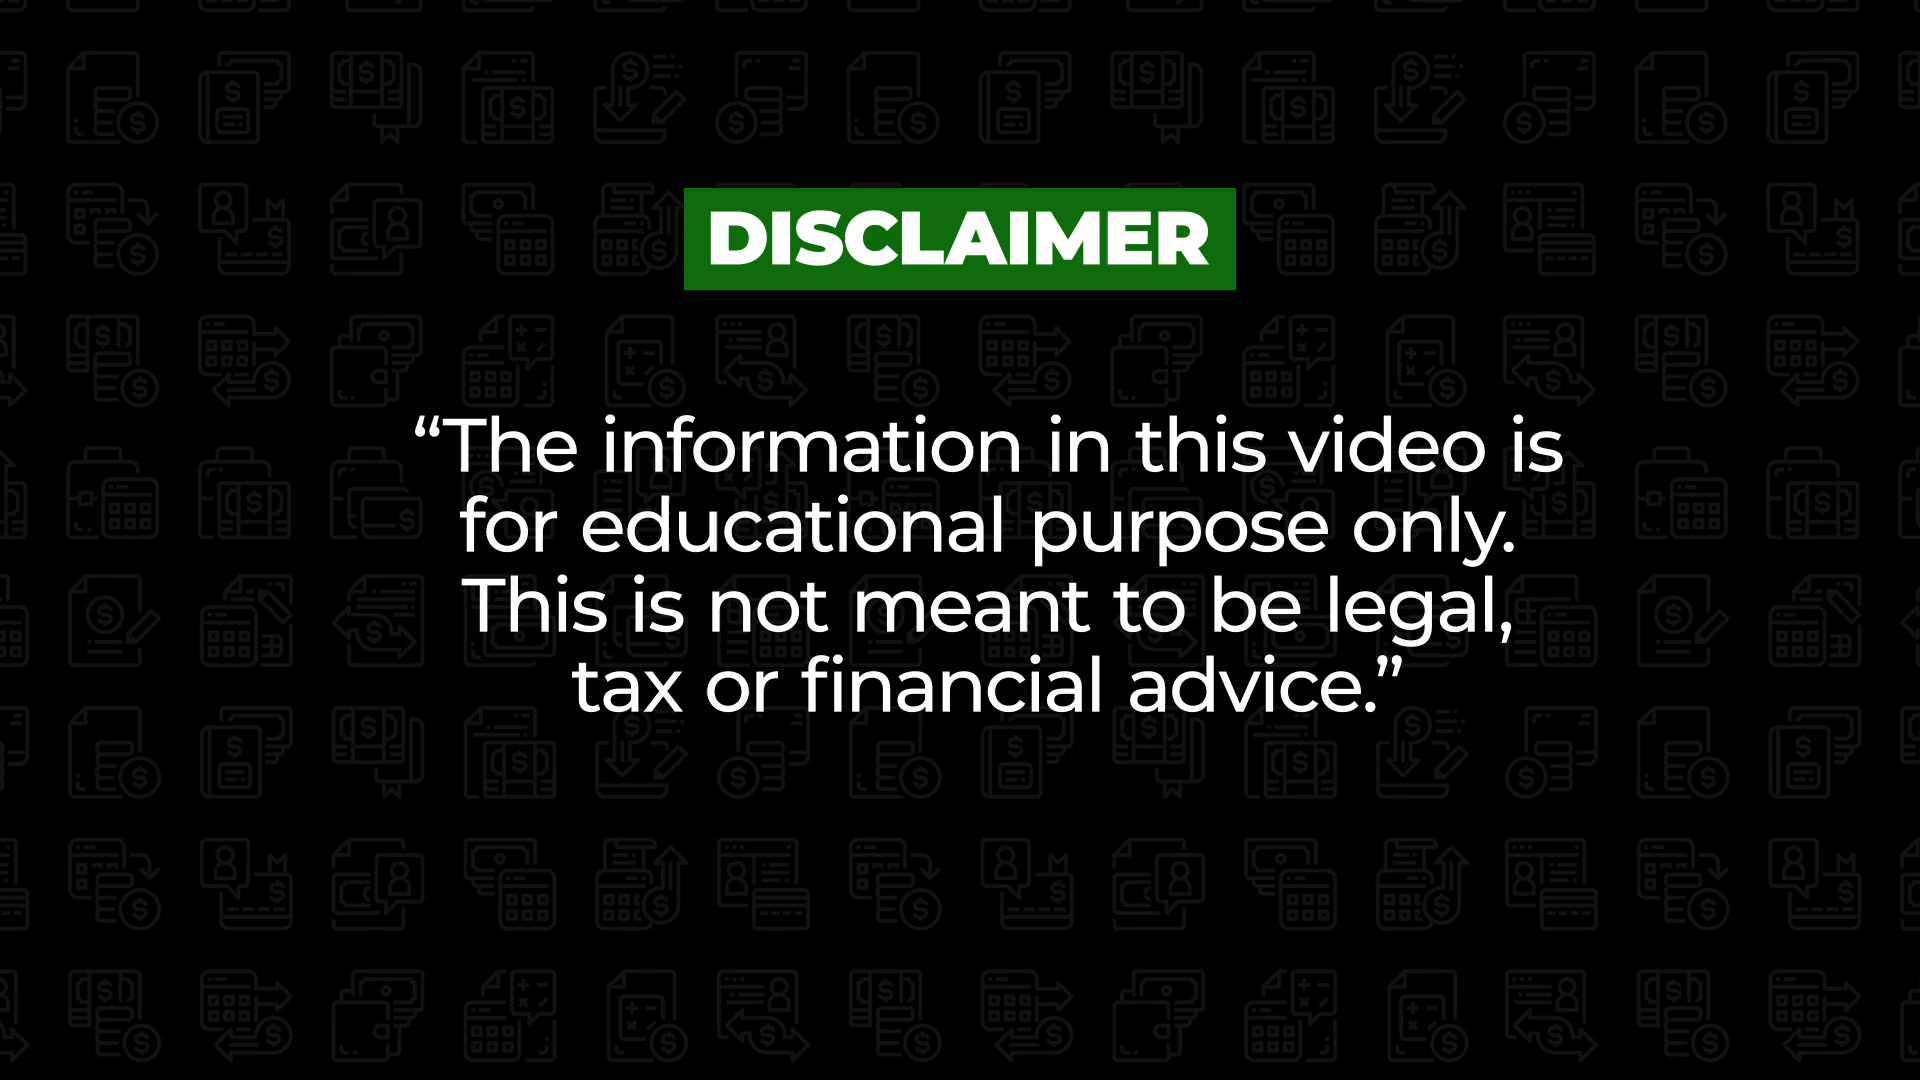 DISCLAIMER
“The information in this video is
for educational purpose only.
This is not meant to be legal,
tax or financial advice.”